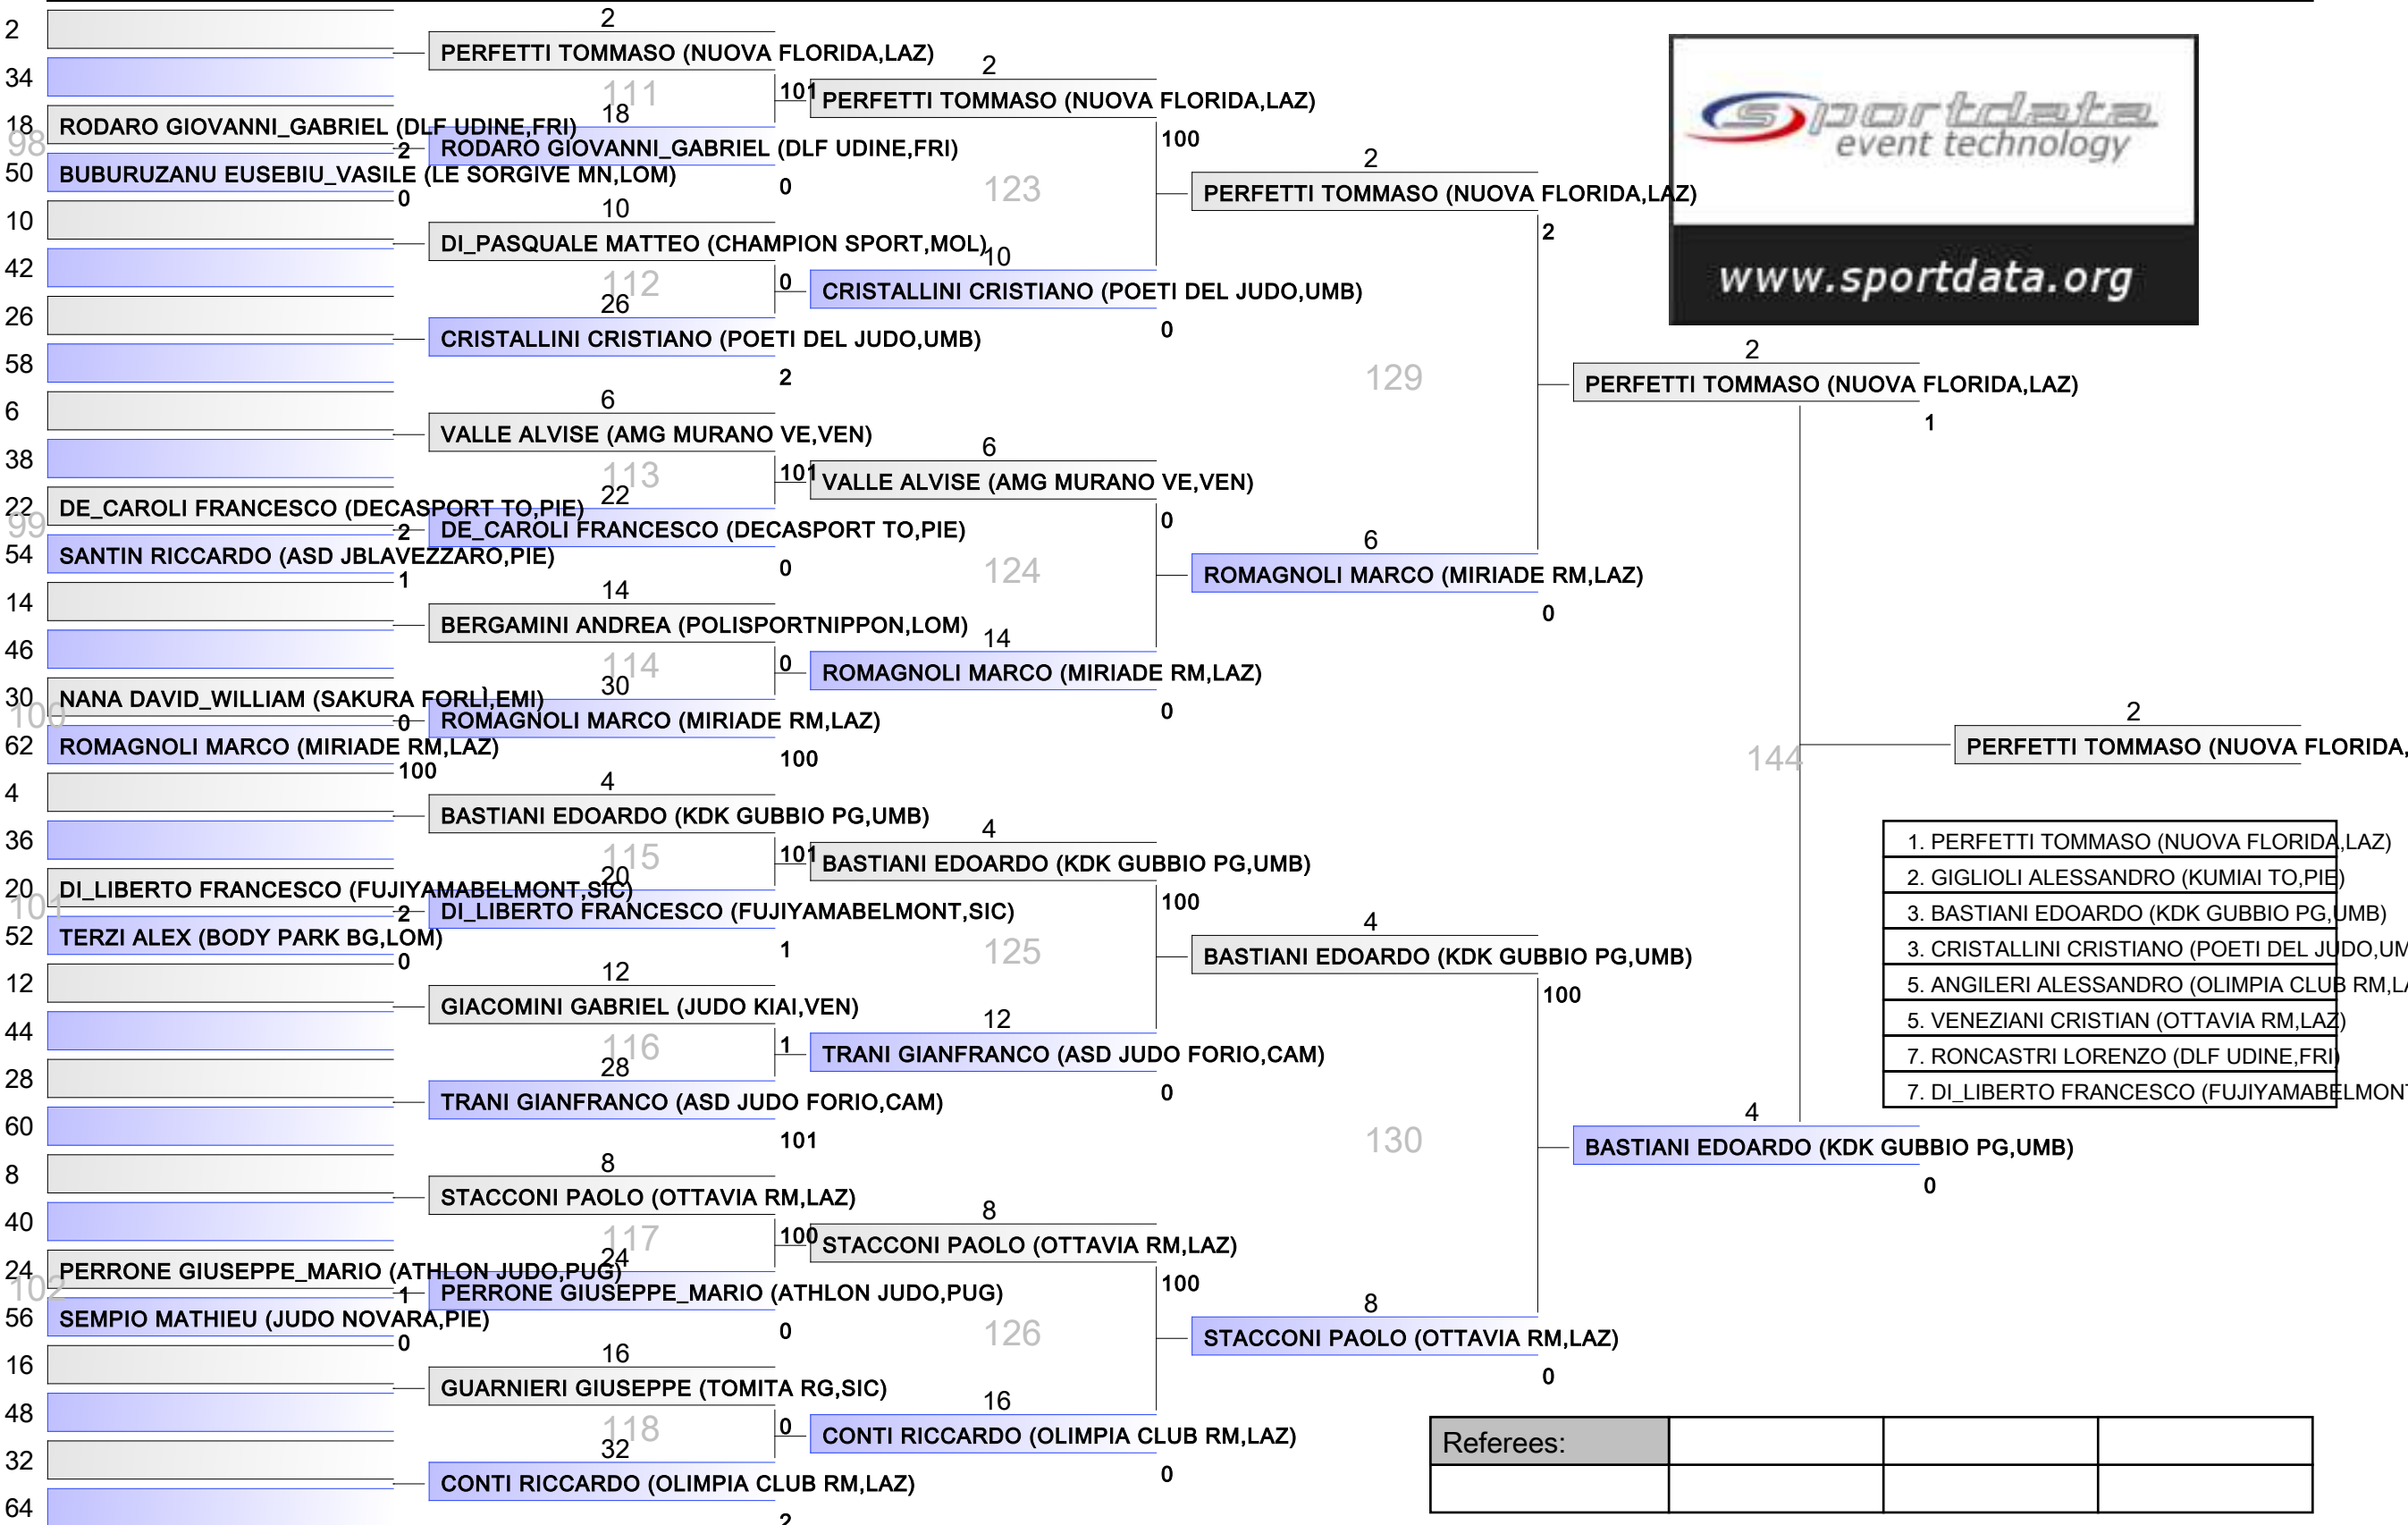 2
34
18
98
50
10
42
26
58
6
38
22
99
54
14
46
30
100
62
4
36
20
101
52
12
44
28
60
8
40
24
102
56
16
48
32
64
RODARO GIOVANNI_GABRIEL (DLF UDINE,FRI)
2
BUBURUZANU EUSEBIU_VASILE (LE SORGIVE MN,LOM)
0
DE_CAROLI FRANCESCO (DECASPORT TO,PIE)
2
SANTIN RICCARDO (ASD JBLAVEZZARO,PIE)
1
NANA DAVID_WILLIAM (SAKURA FORLÌ,EMI)
0
ROMAGNOLI MARCO (MIRIADE RM,LAZ)
100
DI_LIBERTO FRANCESCO (FUJIYAMABELMONT,SIC)
2
TERZI ALEX (BODY PARK BG,LOM)
0
PERRONE GIUSEPPE_MARIO (ATHLON JUDO,PUG)
1
SEMPIO MATHIEU (JUDO NOVARA,PIE)
0
2
PERFETTI TOMMASO (NUOVA FLORIDA,LAZ)
101
111
18
RODARO GIOVANNI_GABRIEL (DLF UDINE,FRI)
0
10
DI_PASQUALE MATTEO (CHAMPION SPORT,MOL)
0
112
26
CRISTALLINI CRISTIANO (POETI DEL JUDO,UMB)
2
6
VALLE ALVISE (AMG MURANO VE,VEN)
101
113
22
DE_CAROLI FRANCESCO (DECASPORT TO,PIE)
0
14
BERGAMINI ANDREA (POLISPORTNIPPON,LOM)
0
114
30
ROMAGNOLI MARCO (MIRIADE RM,LAZ)
100
4
BASTIANI EDOARDO (KDK GUBBIO PG,UMB)
101
115
20
DI_LIBERTO FRANCESCO (FUJIYAMABELMONT,SIC)
1
12
GIACOMINI GABRIEL (JUDO KIAI,VEN)
1
116
28
TRANI GIANFRANCO (ASD JUDO FORIO,CAM)
101
8
STACCONI PAOLO (OTTAVIA RM,LAZ)
100
117
24
PERRONE GIUSEPPE_MARIO (ATHLON JUDO,PUG)
0
16
GUARNIERI GIUSEPPE (TOMITA RG,SIC)
0
118
32
CONTI RICCARDO (OLIMPIA CLUB RM,LAZ)
2
2
PERFETTI TOMMASO (NUOVA FLORIDA,LAZ)
100
123
10
CRISTALLINI CRISTIANO (POETI DEL JUDO,UMB)
0
6
VALLE ALVISE (AMG MURANO VE,VEN)
0
124
14
ROMAGNOLI MARCO (MIRIADE RM,LAZ)
0
4
BASTIANI EDOARDO (KDK GUBBIO PG,UMB)
100
125
12
TRANI GIANFRANCO (ASD JUDO FORIO,CAM)
0
8
STACCONI PAOLO (OTTAVIA RM,LAZ)
100
126
16
CONTI RICCARDO (OLIMPIA CLUB RM,LAZ)
0
2
PERFETTI TOMMASO (NUOVA FLORIDA,LAZ)
2
129
6
ROMAGNOLI MARCO (MIRIADE RM,LAZ)
0
4
BASTIANI EDOARDO (KDK GUBBIO PG,UMB)
100
130
8
STACCONI PAOLO (OTTAVIA RM,LAZ)
0
sportdata
event technology
www.sportdata.org
2
PERFETTI TOMMASO (NUOVA FLORIDA,LAZ)
1
144
4
BASTIANI EDOARDO (KDK GUBBIO PG,UMB)
0
2
PERFETTI TOMMASO (NUOVA FLORIDA,
1. PERFETTI TOMMASO (NUOVA FLORIDA,LAZ)
2. GIGLIOLI ALESSANDRO (KUMIAI TO,PIE)
3. BASTIANI EDOARDO (KDK GUBBIO PG,UMB)
3. CRISTALLINI CRISTIANO (POETI DEL JUDO,UM
5. ANGILERI ALESSANDRO (OLIMPIA CLUB RM,LA
5. VENEZIANI CRISTIAN (OTTAVIA RM,LAZ)
7. RONCASTRI LORENZO (DLF UDINE,FRI)
7. DI_LIBERTO FRANCESCO (FUJIYAMABELMONT
Referees: